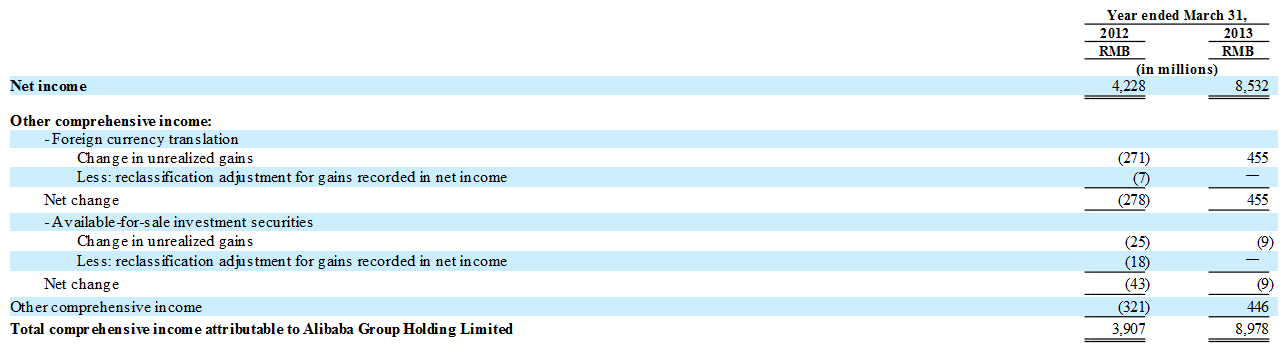 Year ended March 31,
2012 2013
RMB RMB
(in millions)
Net income 4,228 8,532
Other comprehensive income:
- Foreign currency translation
Change in unrealized gains (271) 455
Less: reclassification adjustment for gains recorded in net income (7) —
Net change (278) 455
- Available-for-sale investment securities
Change in unrealized gains (25) (9)
Less: reclassification adjustment for gains recorded in net income (18) —
Net change (43) (9)
Other comprehensive income (321) 446
Total comprehensive income attributable to Alibaba Group Holding Limited 3,907 8,978